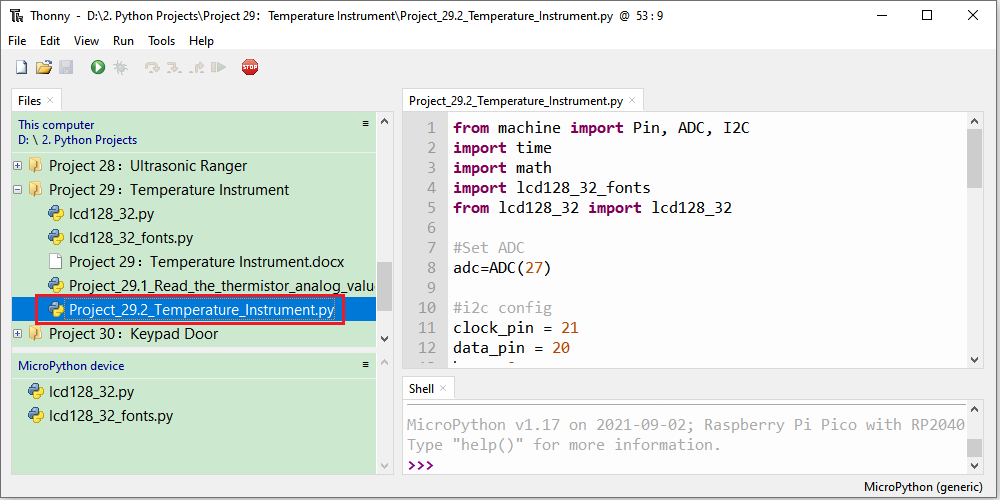 Thonny - D:\2. Python Projects\Project 29：Temperature Instrument\Project_29.2_Temperature_Instrument.py @ 53 : 9
File Edit View Run Tools Help
STOP
Files
This computer
D: \ 2. Python Projects
Project 28：Ultrasonic Ranger
Project 29：Temperature Instrument
lcd128_32.py
lcd128_32_fonts.py
Project 29：Temperature Instrument.docx
Project_29.1_Read_the_thermistor_analog_valu
Project_29.2_Temperature_Instrument.py
Project 30：Keypad Door
MicroPython device
lcd128_32.py
lcd128_32_fonts.py
Project_29.2_Temperature_Instrument.py
1 from machine import Pin, ADC, I2C
2 import time
3 import math
4 import lcd128_32_fonts
5 from lcd128_32 import lcd128_32
6
7 #Set ADC
8 adc=ADC(27)
9
10 #i2c config
11 clock_pin = 21
12 data_pin = 20
Shell
MicroPython v1.17 on 2021-09-02; Raspberry Pi Pico with RP2040
Type "help()" for more information.
>>>
MicroPython (generic)